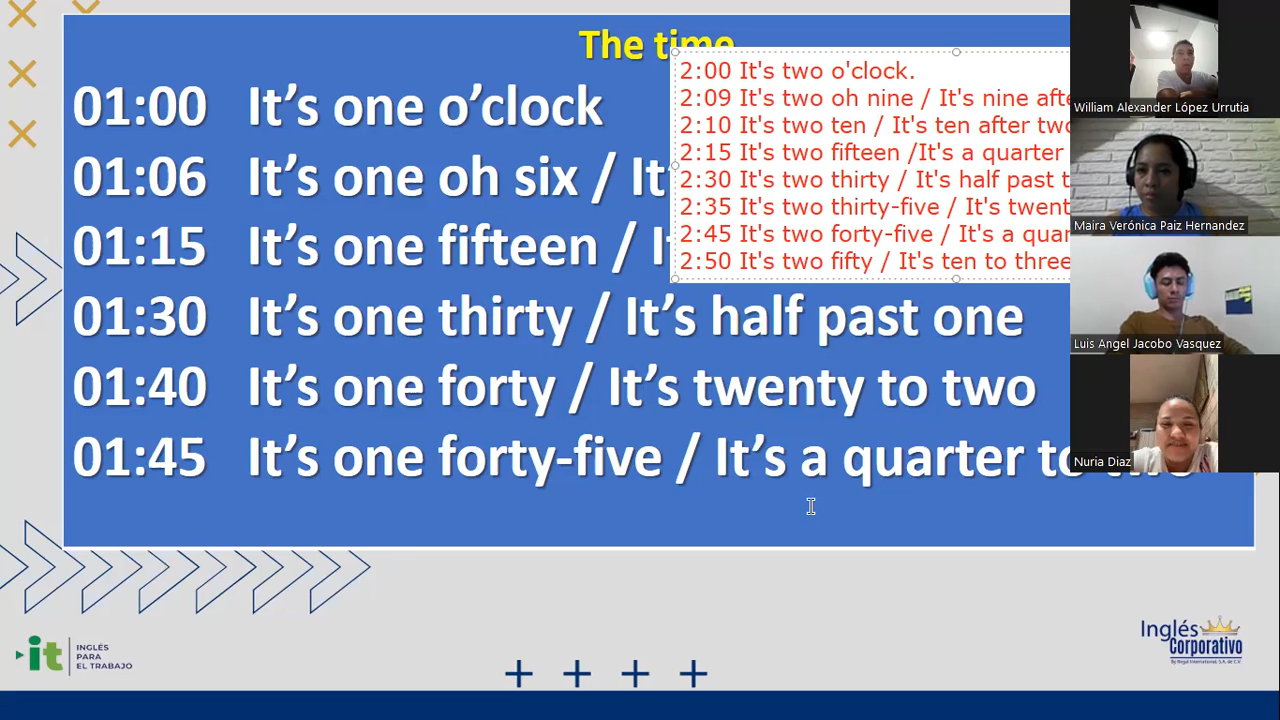 The time
01:00 It’s one o’clock
01:06 It’s one oh six / It’
01:15 It’s one fifteen /
01:30 It’s one thirty / It’s half past one
01:40 It’s one forty / It’s twenty to two
01:45 It’s one forty-five / It’s a quarter to two
2:00 It's two o'clock.
2:09 It's two oh nine / It's nine afte
2:10 It's two ten / It's ten after two
2:15 It's two fifteen /It's a quarter
2:30 It's two thirty / It's half past t
2:35 It's two thirty-five / It's twent
2:45 It's two forty-five / It's a quar
2:50 It's two fifty / It's ten to three
William Alexander López Urrutia
Maira Verónica Paiz Hernandez
Luis Angel Jacobo Vasquez
Nuria Diaz
it
INGLÉS
PARA
EL TRABAJO
Inglés
Corporativo
By Regal International, S.A. de C.V.